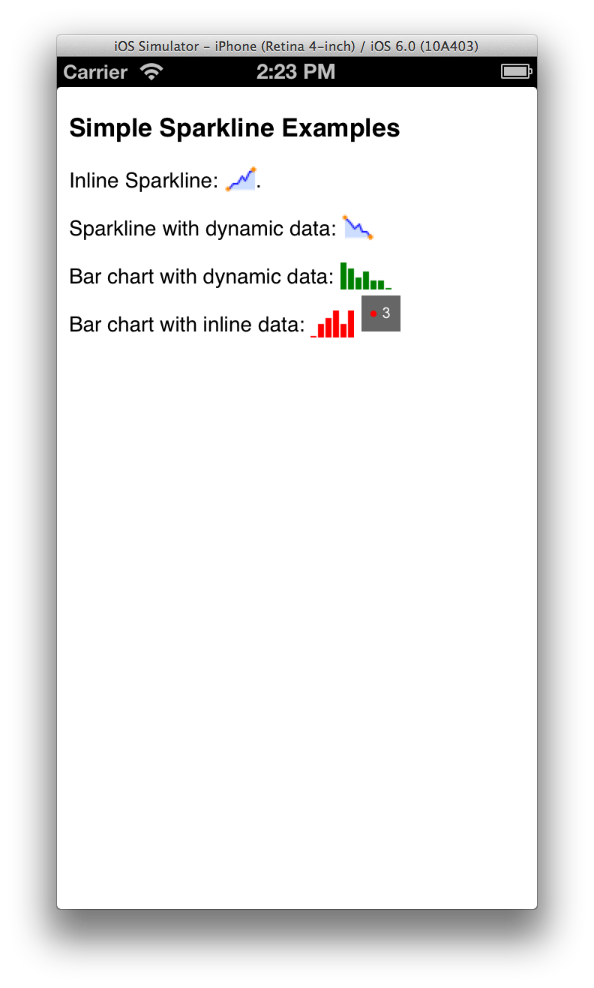 iOS Simulator – iPhone (Retina 4-inch) / iOS 6.0 (10A403)
Carrier 2:23 PM
Simple Sparkline Examples
Inline Sparkline: .
Sparkline with dynamic data:
Bar chart with dynamic data:
Bar chart with inline data: 3